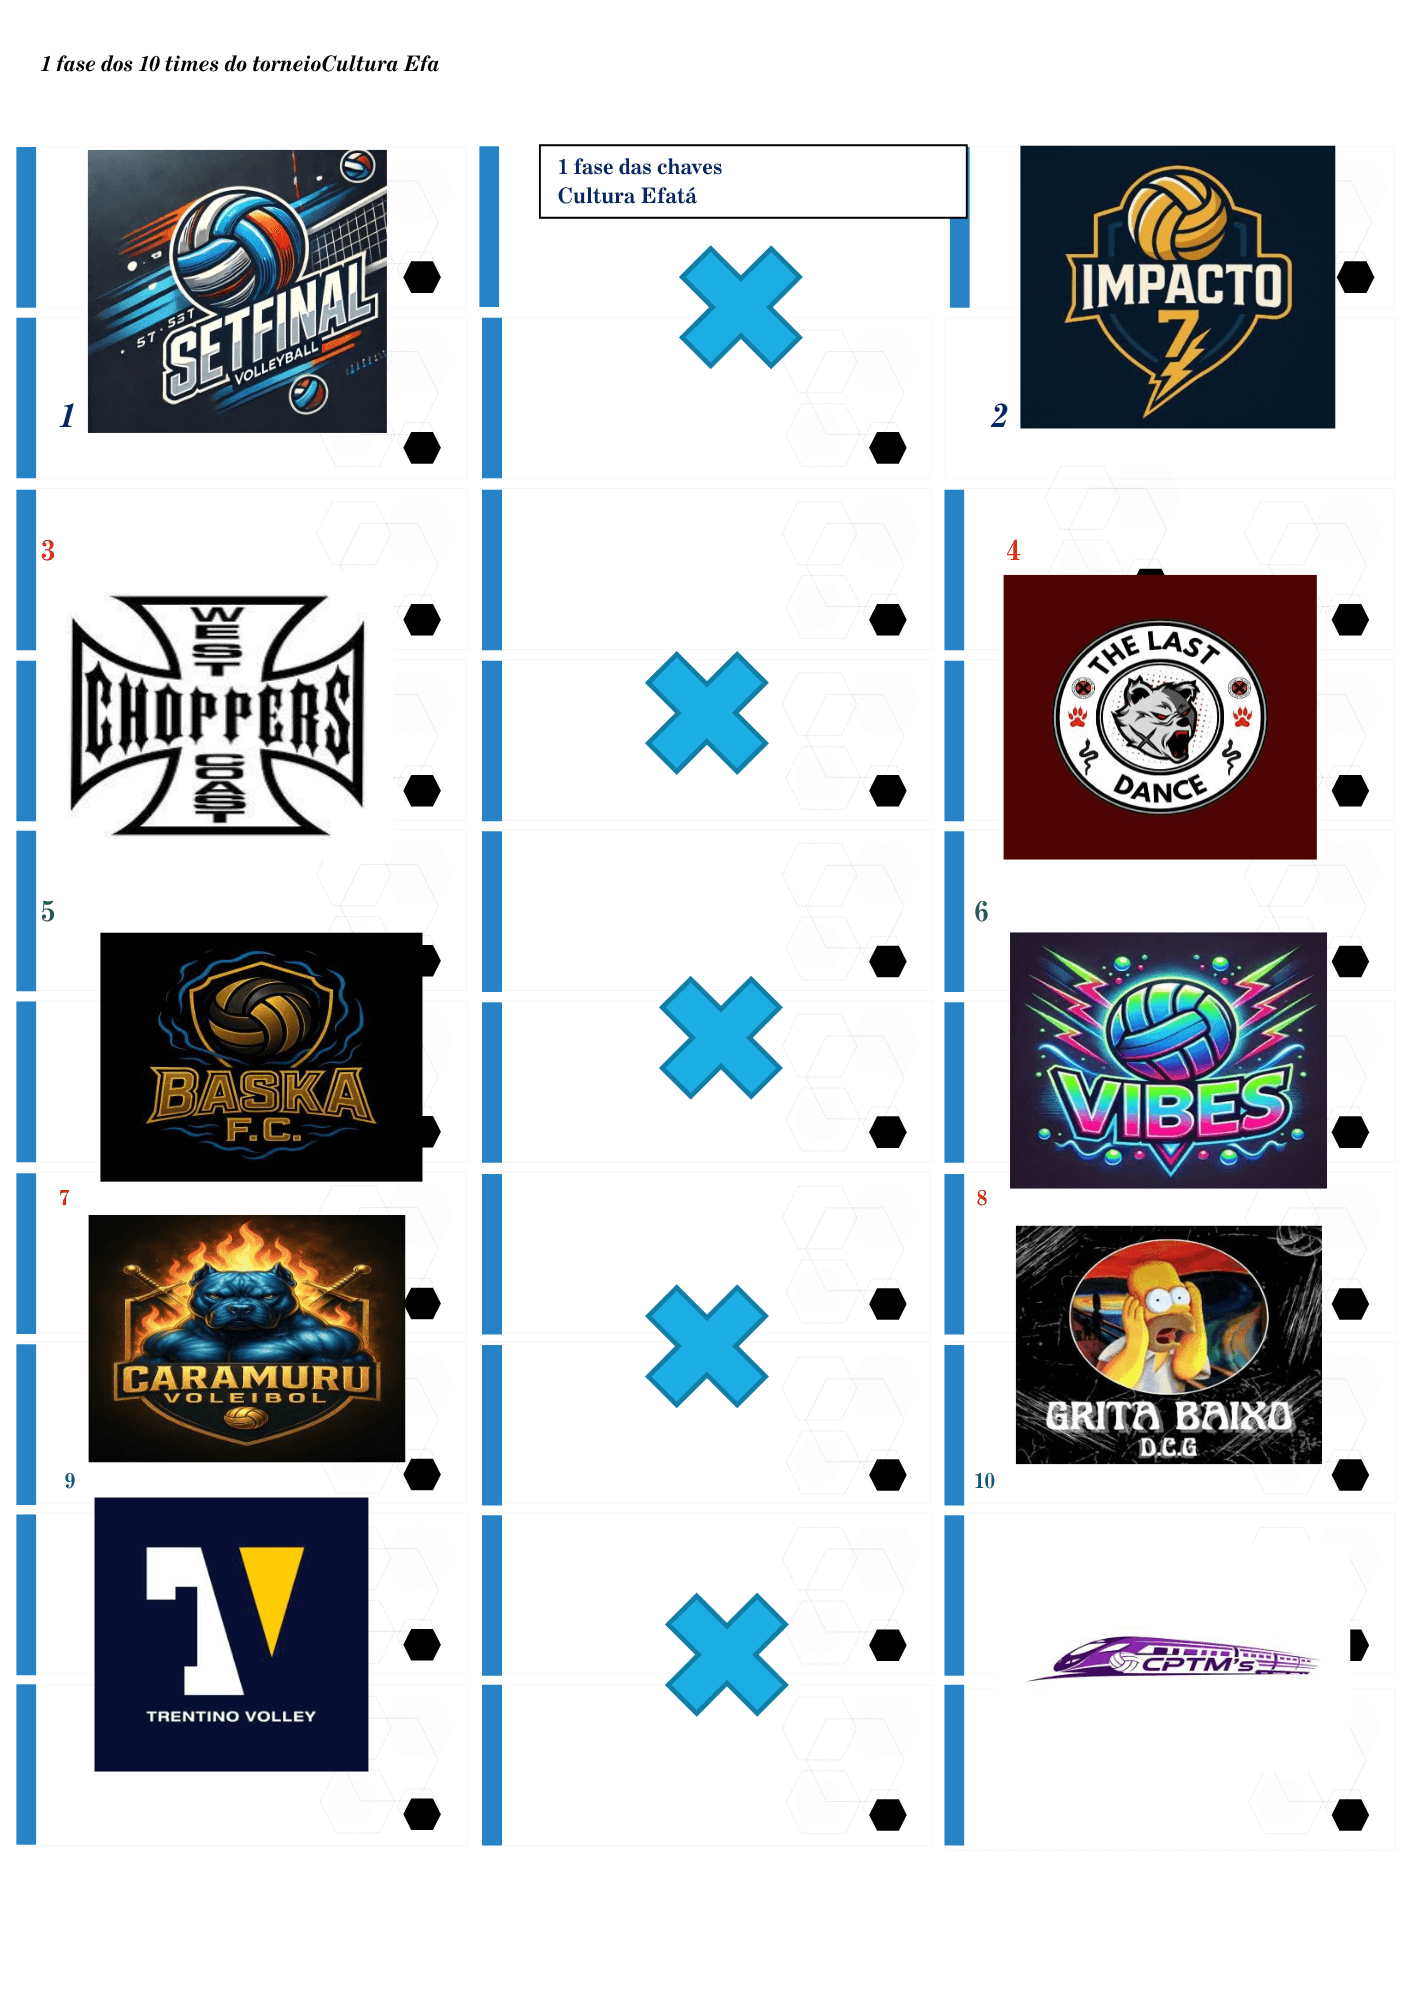 1 fase dos 10 times do torneioCultura Efa
1 fase das chaves
Cultura Efatá
ST·S3T
SETFINAL
VOLLEYBALL
1
IMPACTO
7
2
3
WEST
CHOPPERS
COAST
4
THE LAST
DANCE
5
BASKA
F.C.
6
VIBES
7
CARAMURU
VOLEIBOL
8
GRITA BAIXO
D.C.G
9
TRENTINO VOLLEY
10
CPTM's